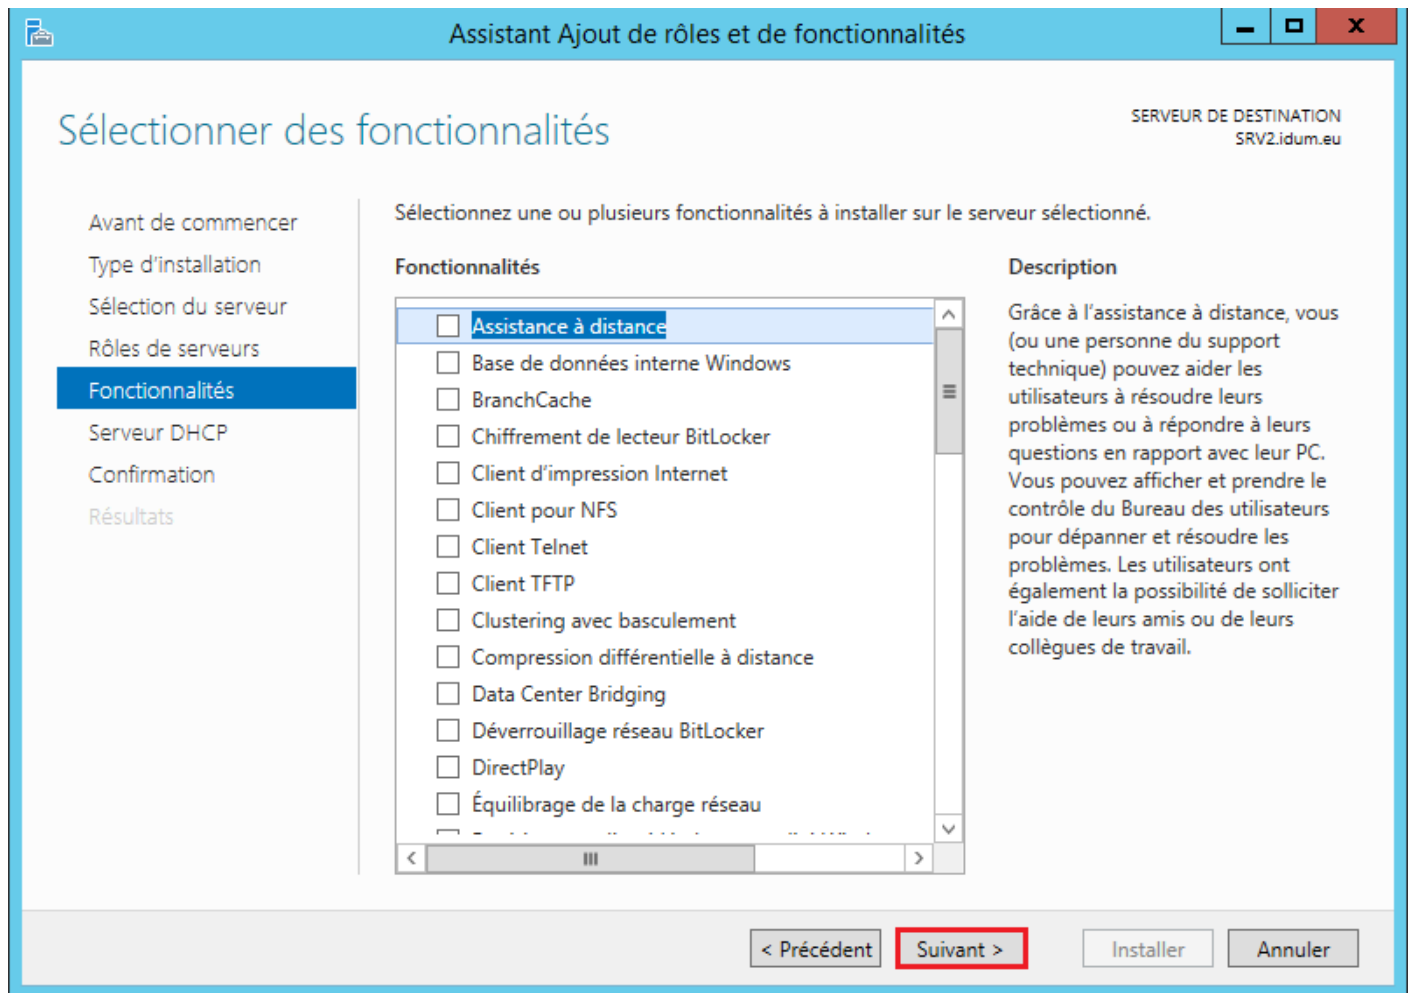 Assistant Ajout de rôles et de fonctionnalités
Sélectionner des fonctionnalités
SERVEUR DE DESTINATION
SRV2.idum.eu
Avant de commencer
Type d'installation
Sélection du serveur
Rôles de serveurs
Fonctionnalités
Serveur DHCP
Confirmation
Résultats
Sélectionnez une ou plusieurs fonctionnalités à installer sur le serveur sélectionné.
Fonctionnalités
Assistance à distance
Base de données interne Windows
BranchCache
Chiffrement de lecteur BitLocker
Client d'impression Internet
Client pour NFS
Client Telnet
Client TFTP
Clustering avec basculement
Compression différentielle à distance
Data Center Bridging
Déverrouillage réseau BitLocker
DirectPlay
Équilibrage de la charge réseau
Description
Grâce à l'assistance à distance, vous
(ou une personne du support
technique) pouvez aider les
utilisateurs à résoudre leurs
problèmes ou à répondre à leurs
questions en rapport avec leur PC.
Vous pouvez afficher et prendre le
contrôle du Bureau des utilisateurs
pour dépanner et résoudre les
problèmes. Les utilisateurs ont
également la possibilité de solliciter
l'aide de leurs amis ou de leurs
collègues de travail.
< Précédent
Suivant >
Installer
Annuler